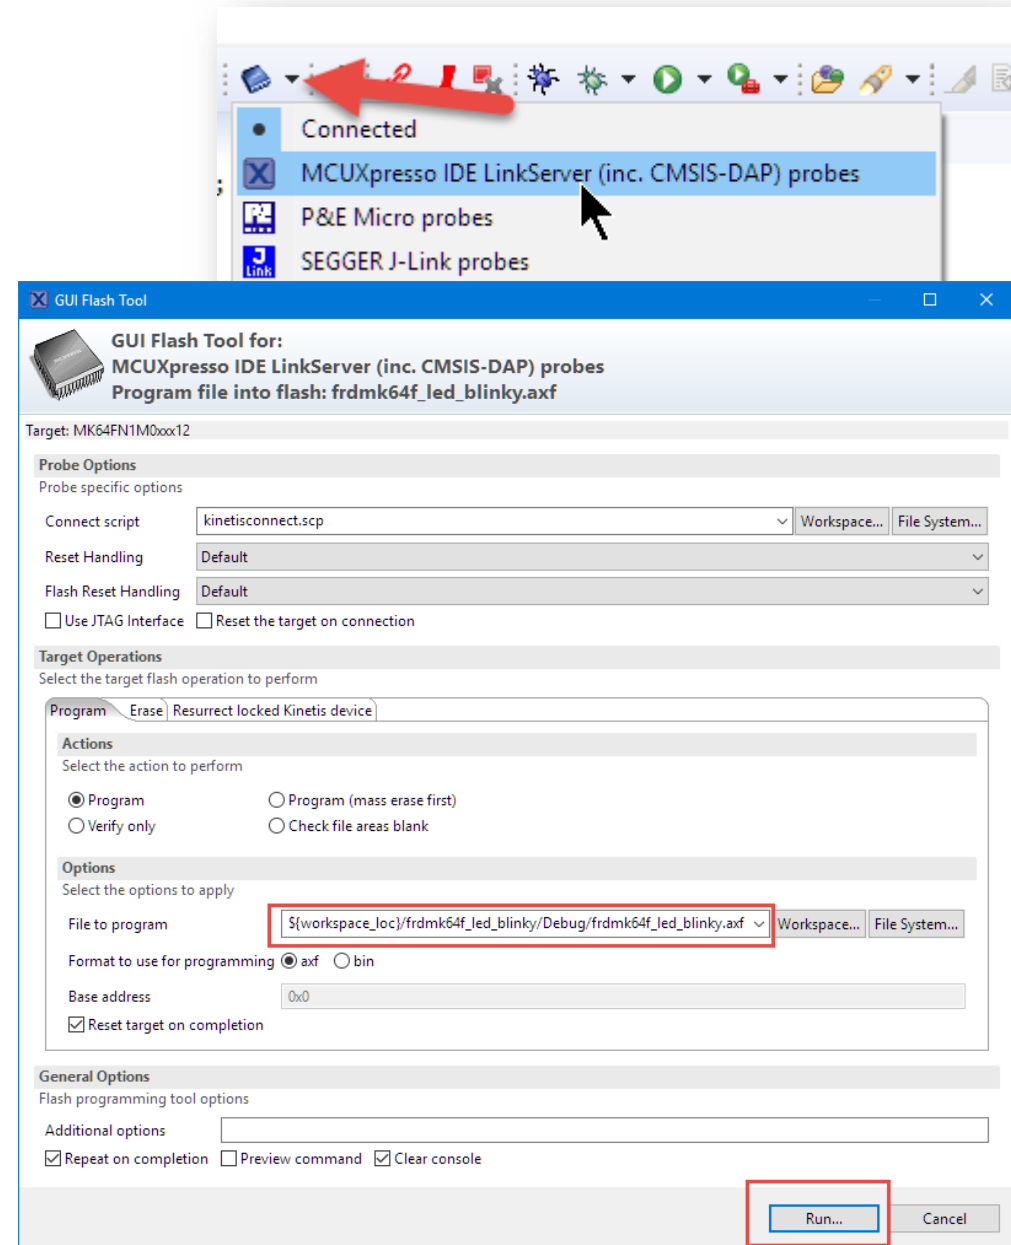 Connected
MCUXpresso IDE LinkServer (inc. CMSIS-DAP) probes
;
P&E Micro probes
J
Link
SEGGER J-Link probes
GUI Flash Tool
GUI Flash Tool for:
MCUXpresso IDE LinkServer (inc. CMSIS-DAP) probes
Program file into flash: frdmk64f_led_blinky.axf
Target: MK64FN1M0xxx12
Probe Options
Probe specific options
Connect script kinetisconnect.scp Workspace... File System...
Reset Handling Default
Flash Reset Handling Default
Use JTAG Interface Reset the target on connection
Target Operations
Select the target flash operation to perform
Program Erase Resurrect locked Kinetis device
Actions
Select the action to perform
Program Program (mass erase first)
Verify only Check file areas blank
Options
Select the options to apply
File to program ${workspace_loc}/frdmk64f_led_blinky/Debug/frdmk64f_led_blinky.axf Workspace... File System...
Format to use for programming axf bin
Base address 0x0
Reset target on completion
General Options
Flash programming tool options
Additional options
Repeat on completion Preview command Clear console
Run... Cancel